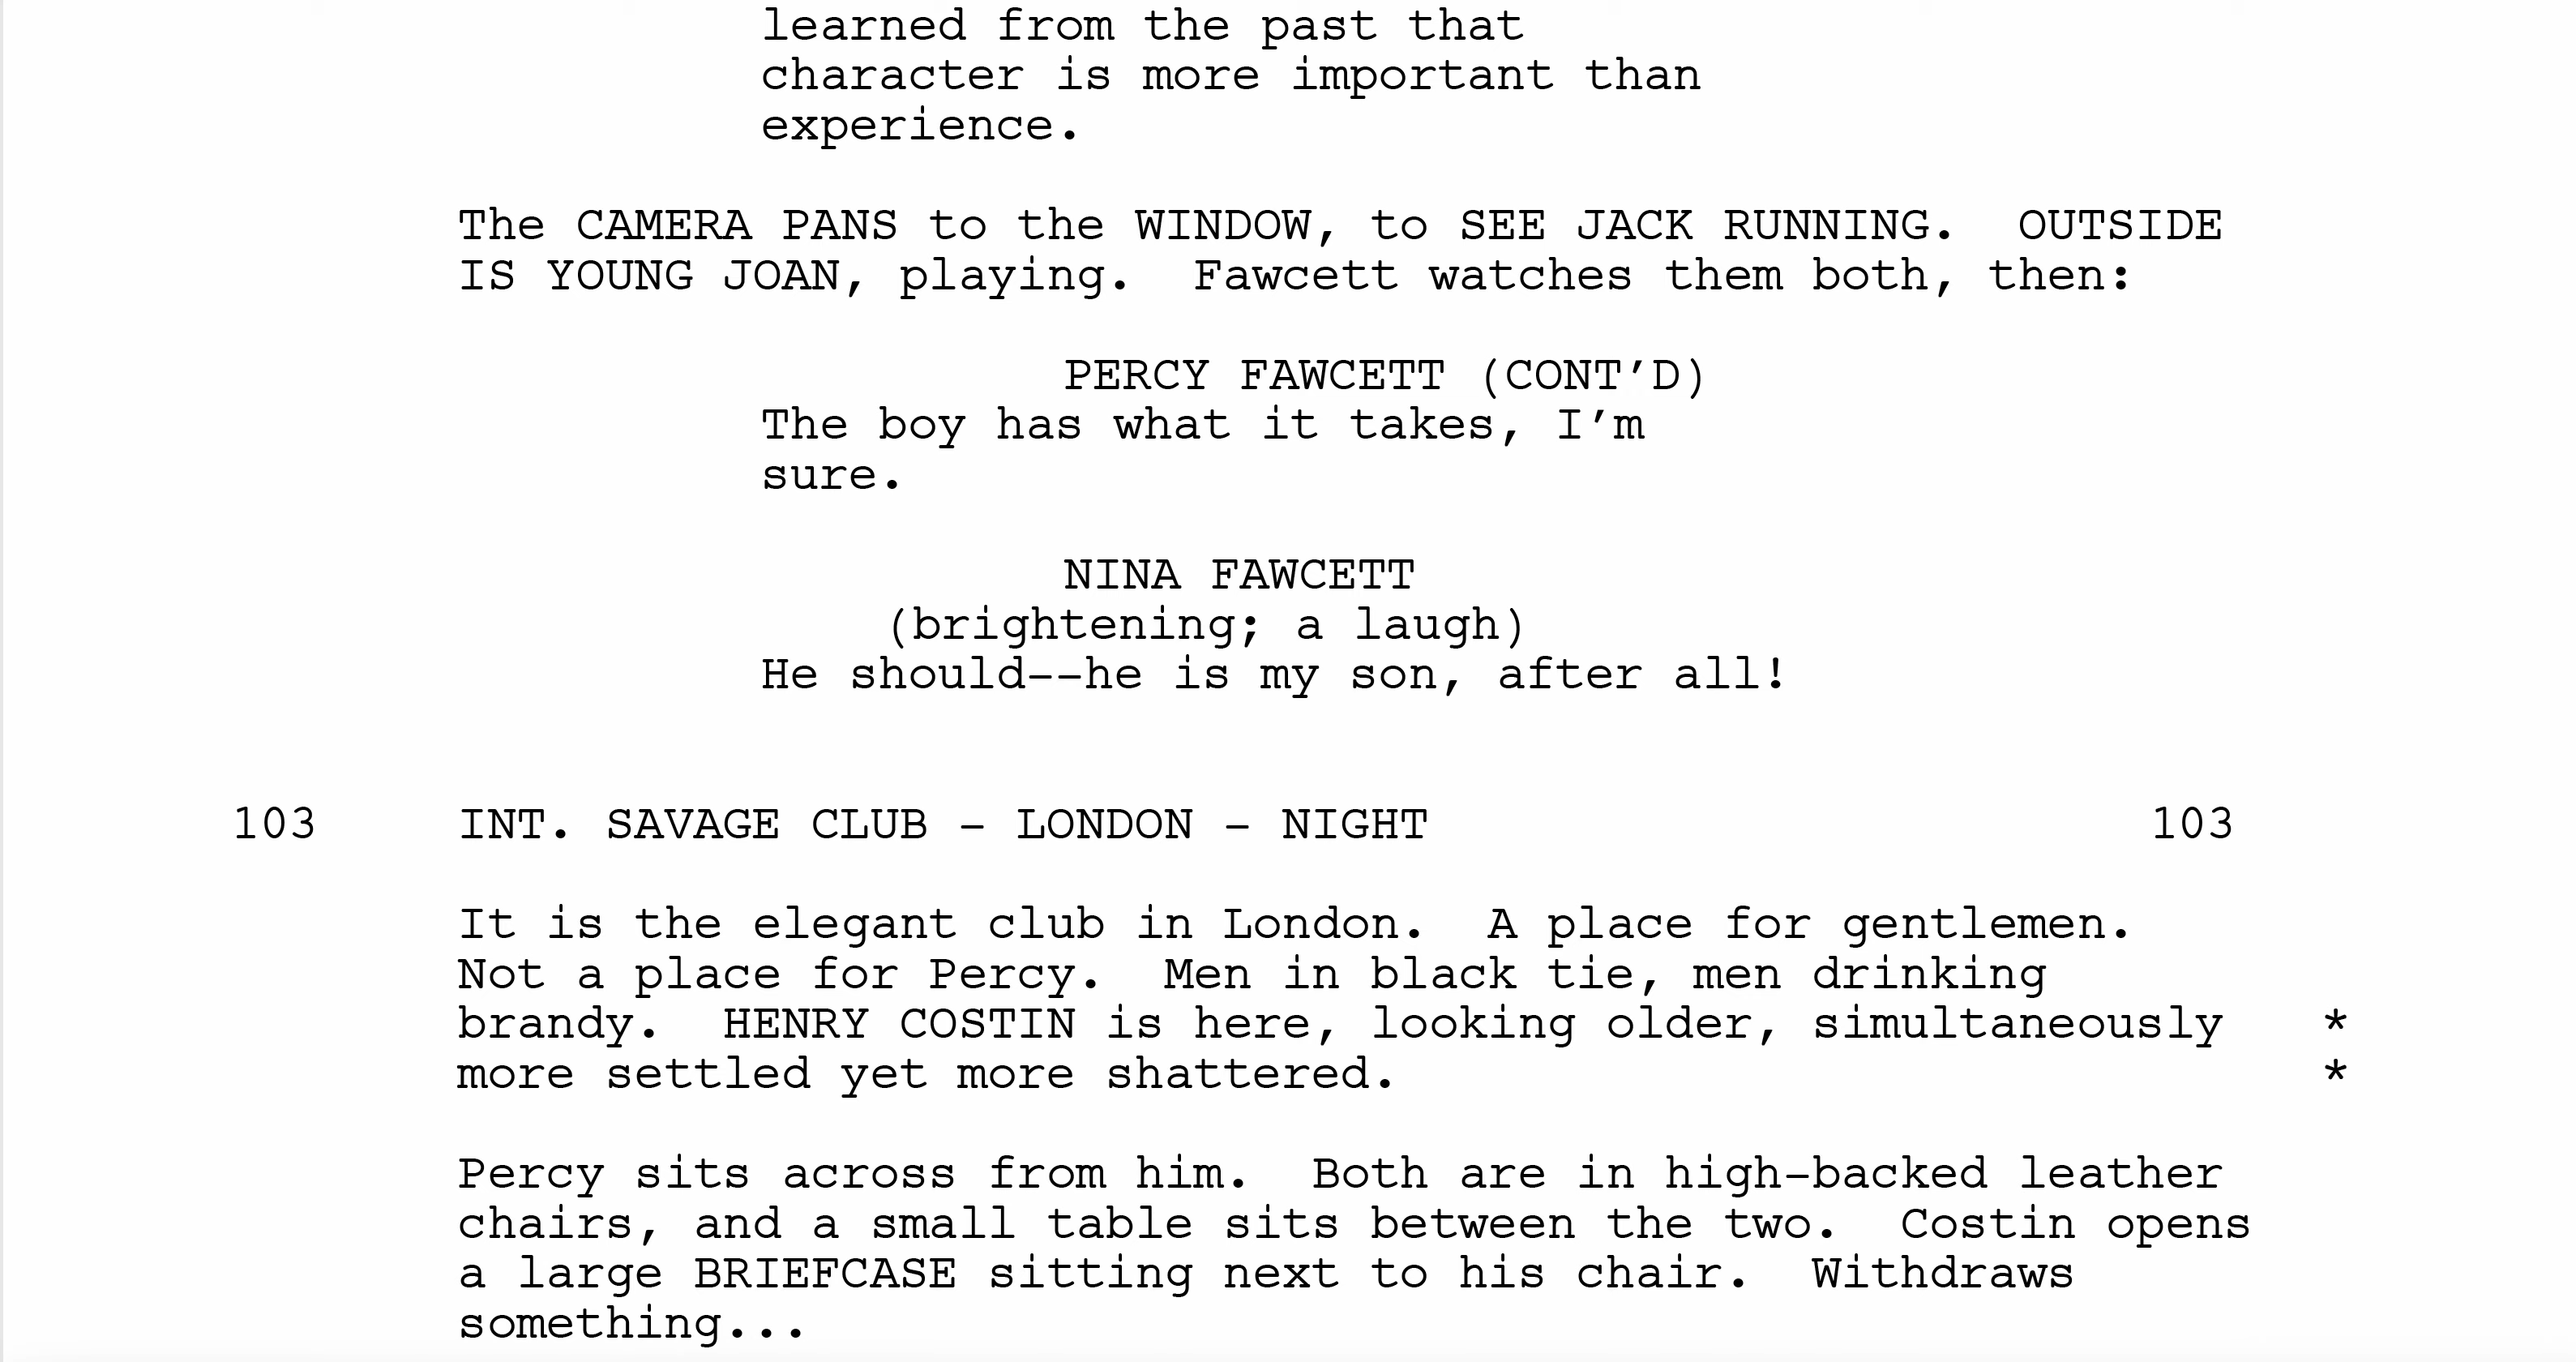 learned from the past that
character is more important than
experience.
The CAMERA PANS to the WINDOW, to SEE JACK RUNNING.  OUTSIDE
IS YOUNG JOAN, playing.  Fawcett watches them both, then:
PERCY FAWCETT (CONT’D)
The boy has what it takes, I’m
sure.
NINA FAWCETT
(brightening; a laugh)
He should--he is my son, after all!
103 INT. SAVAGE CLUB - LONDON - NIGHT 103
It is the elegant club in London.  A place for gentlemen.
Not a place for Percy.  Men in black tie, men drinking
brandy.  HENRY COSTIN is here, looking older, simultaneously *
more settled yet more shattered. *
Percy sits across from him.  Both are in high-backed leather
chairs, and a small table sits between the two.  Costin opens
a large BRIEFCASE sitting next to his chair.  Withdraws
something...